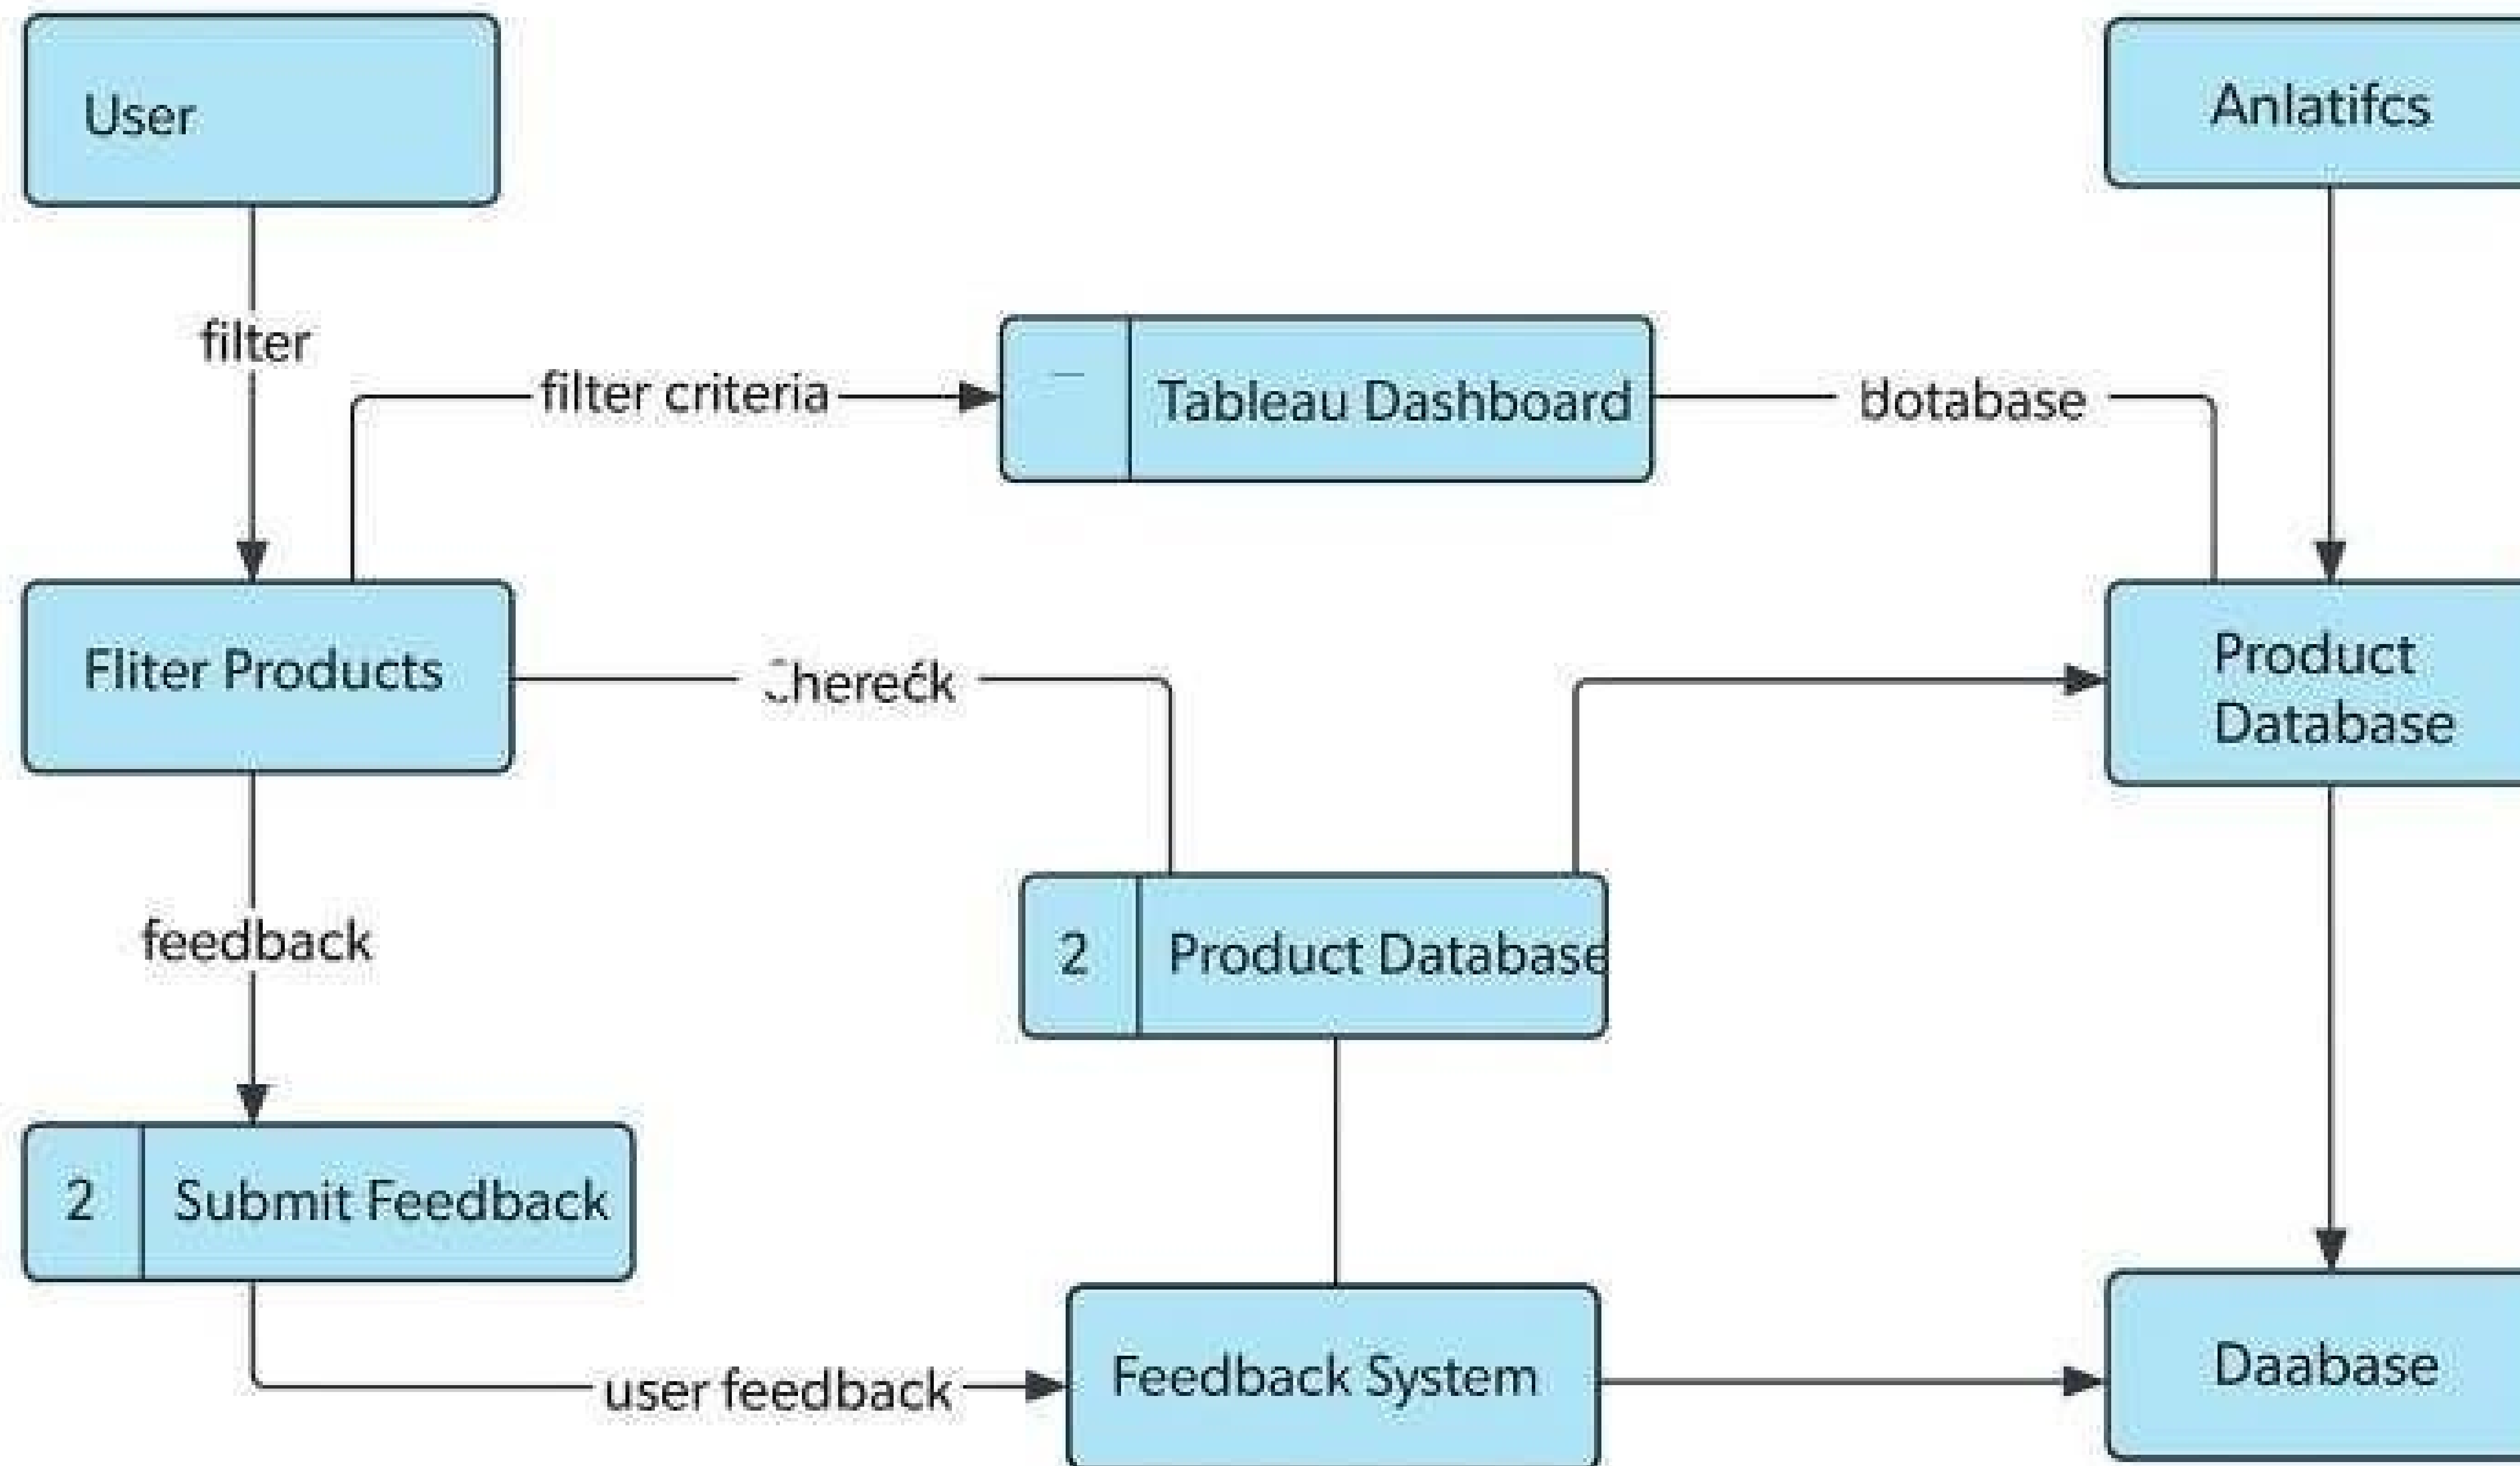 User
Anlatifcs
filter
filter criteria
Tableau Dashboard
botabase
Fliter Products
Cherećk
Product
Database
feedback
2 Product Database
2 Submit Feedback
user feedback
Feedback System
Daabase